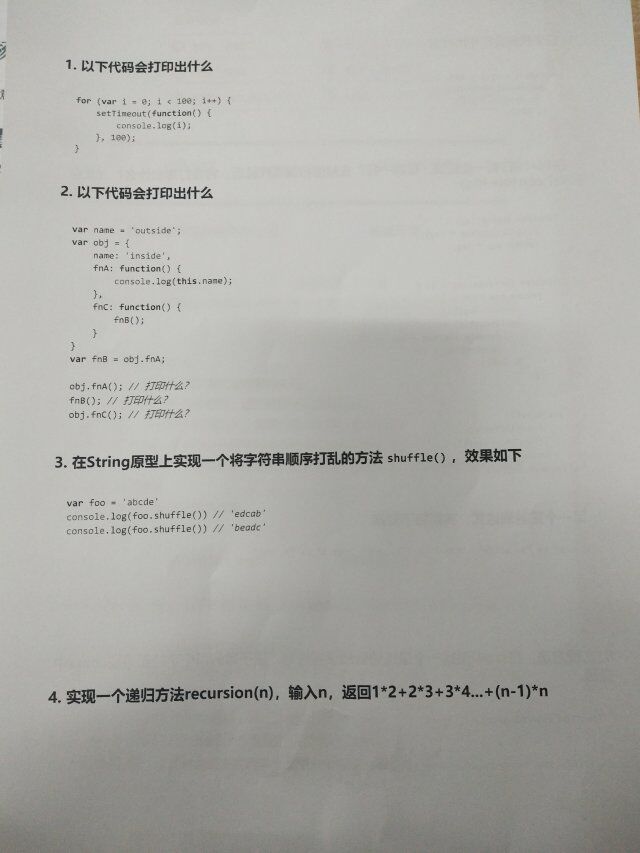 1. 以下代码会打印出什么
for (var i = 0; i < 100; i++) {
    setTimeout(function() {
        console.log(i);
    }, 100);
}
2. 以下代码会打印出什么
var name = 'outside';
var obj = {
    name: 'inside',
    fnA: function() {
        console.log(this.name);
    },
    fnC: function() {
        fnB();
    }
}
var fnB = obj.fnA;
obj.fnA(); // 打印什么?
fnB(); // 打印什么?
obj.fnC(); // 打印什么?
3. 在String原型上实现一个将字符串顺序打乱的方法 shuffle() ，效果如下
var foo = 'abcde'
console.log(foo.shuffle()) // 'edcab'
console.log(foo.shuffle()) // 'beadc'
4. 实现一个递归方法recursion(n)，输入n，返回1*2+2*3+3*4...+(n-1)*n